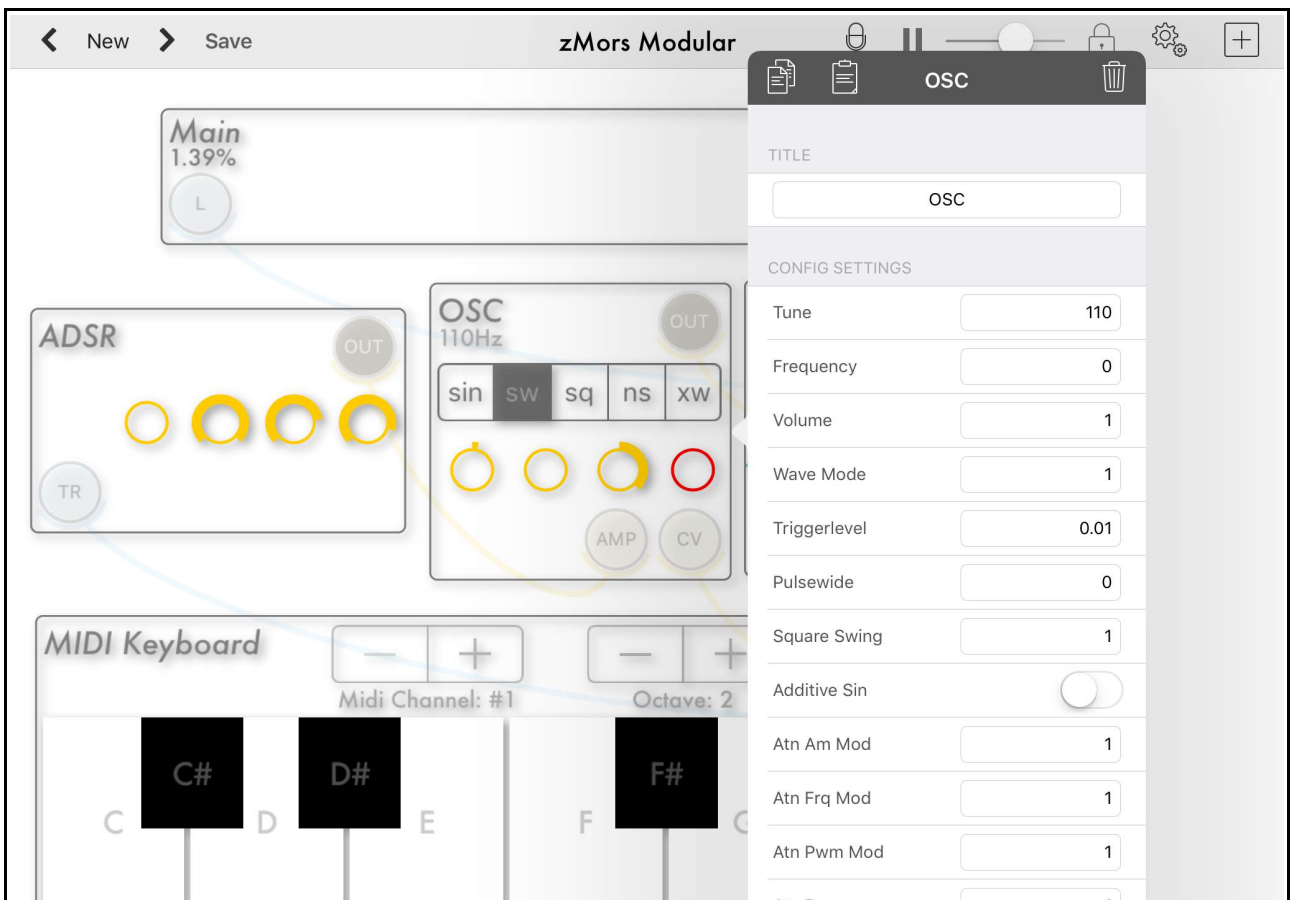 New Save zMors Modular
OSC
TITLE
OSC
CONFIG SETTINGS
Tune 110
Frequency 0
Volume 1
Wave Mode 1
Triggerlevel 0.01
Pulsewide 0
Square Swing 1
Additive Sin
Atn Am Mod 1
Atn Frq Mod 1
Atn Pwm Mod 1
Main
1.39%
L
ADSR
OUT
TR
OSC
110Hz
OUT
sin sw sq ns xw
AMP CV
MIDI Keyboard
Midi Channel: #1 Octave: 2
C# D# F#
C D E F